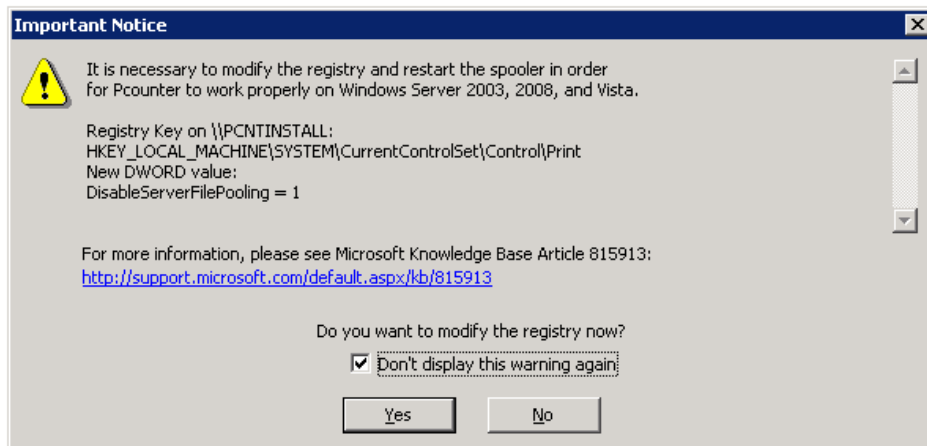 Important Notice
It is necessary to modify the registry and restart the spooler in order
for Pcounter to work properly on Windows Server 2003, 2008, and Vista.
Registry Key on \\PCNTINSTALL:
HKEY_LOCAL_MACHINE\SYSTEM\CurrentControlSet\Control\Print
New DWORD value:
DisableServerFilePooling = 1
For more information, please see Microsoft Knowledge Base Article 815913:
http://support.microsoft.com/default.aspx/kb/815913
Do you want to modify the registry now?
Don't display this warning again
Yes No